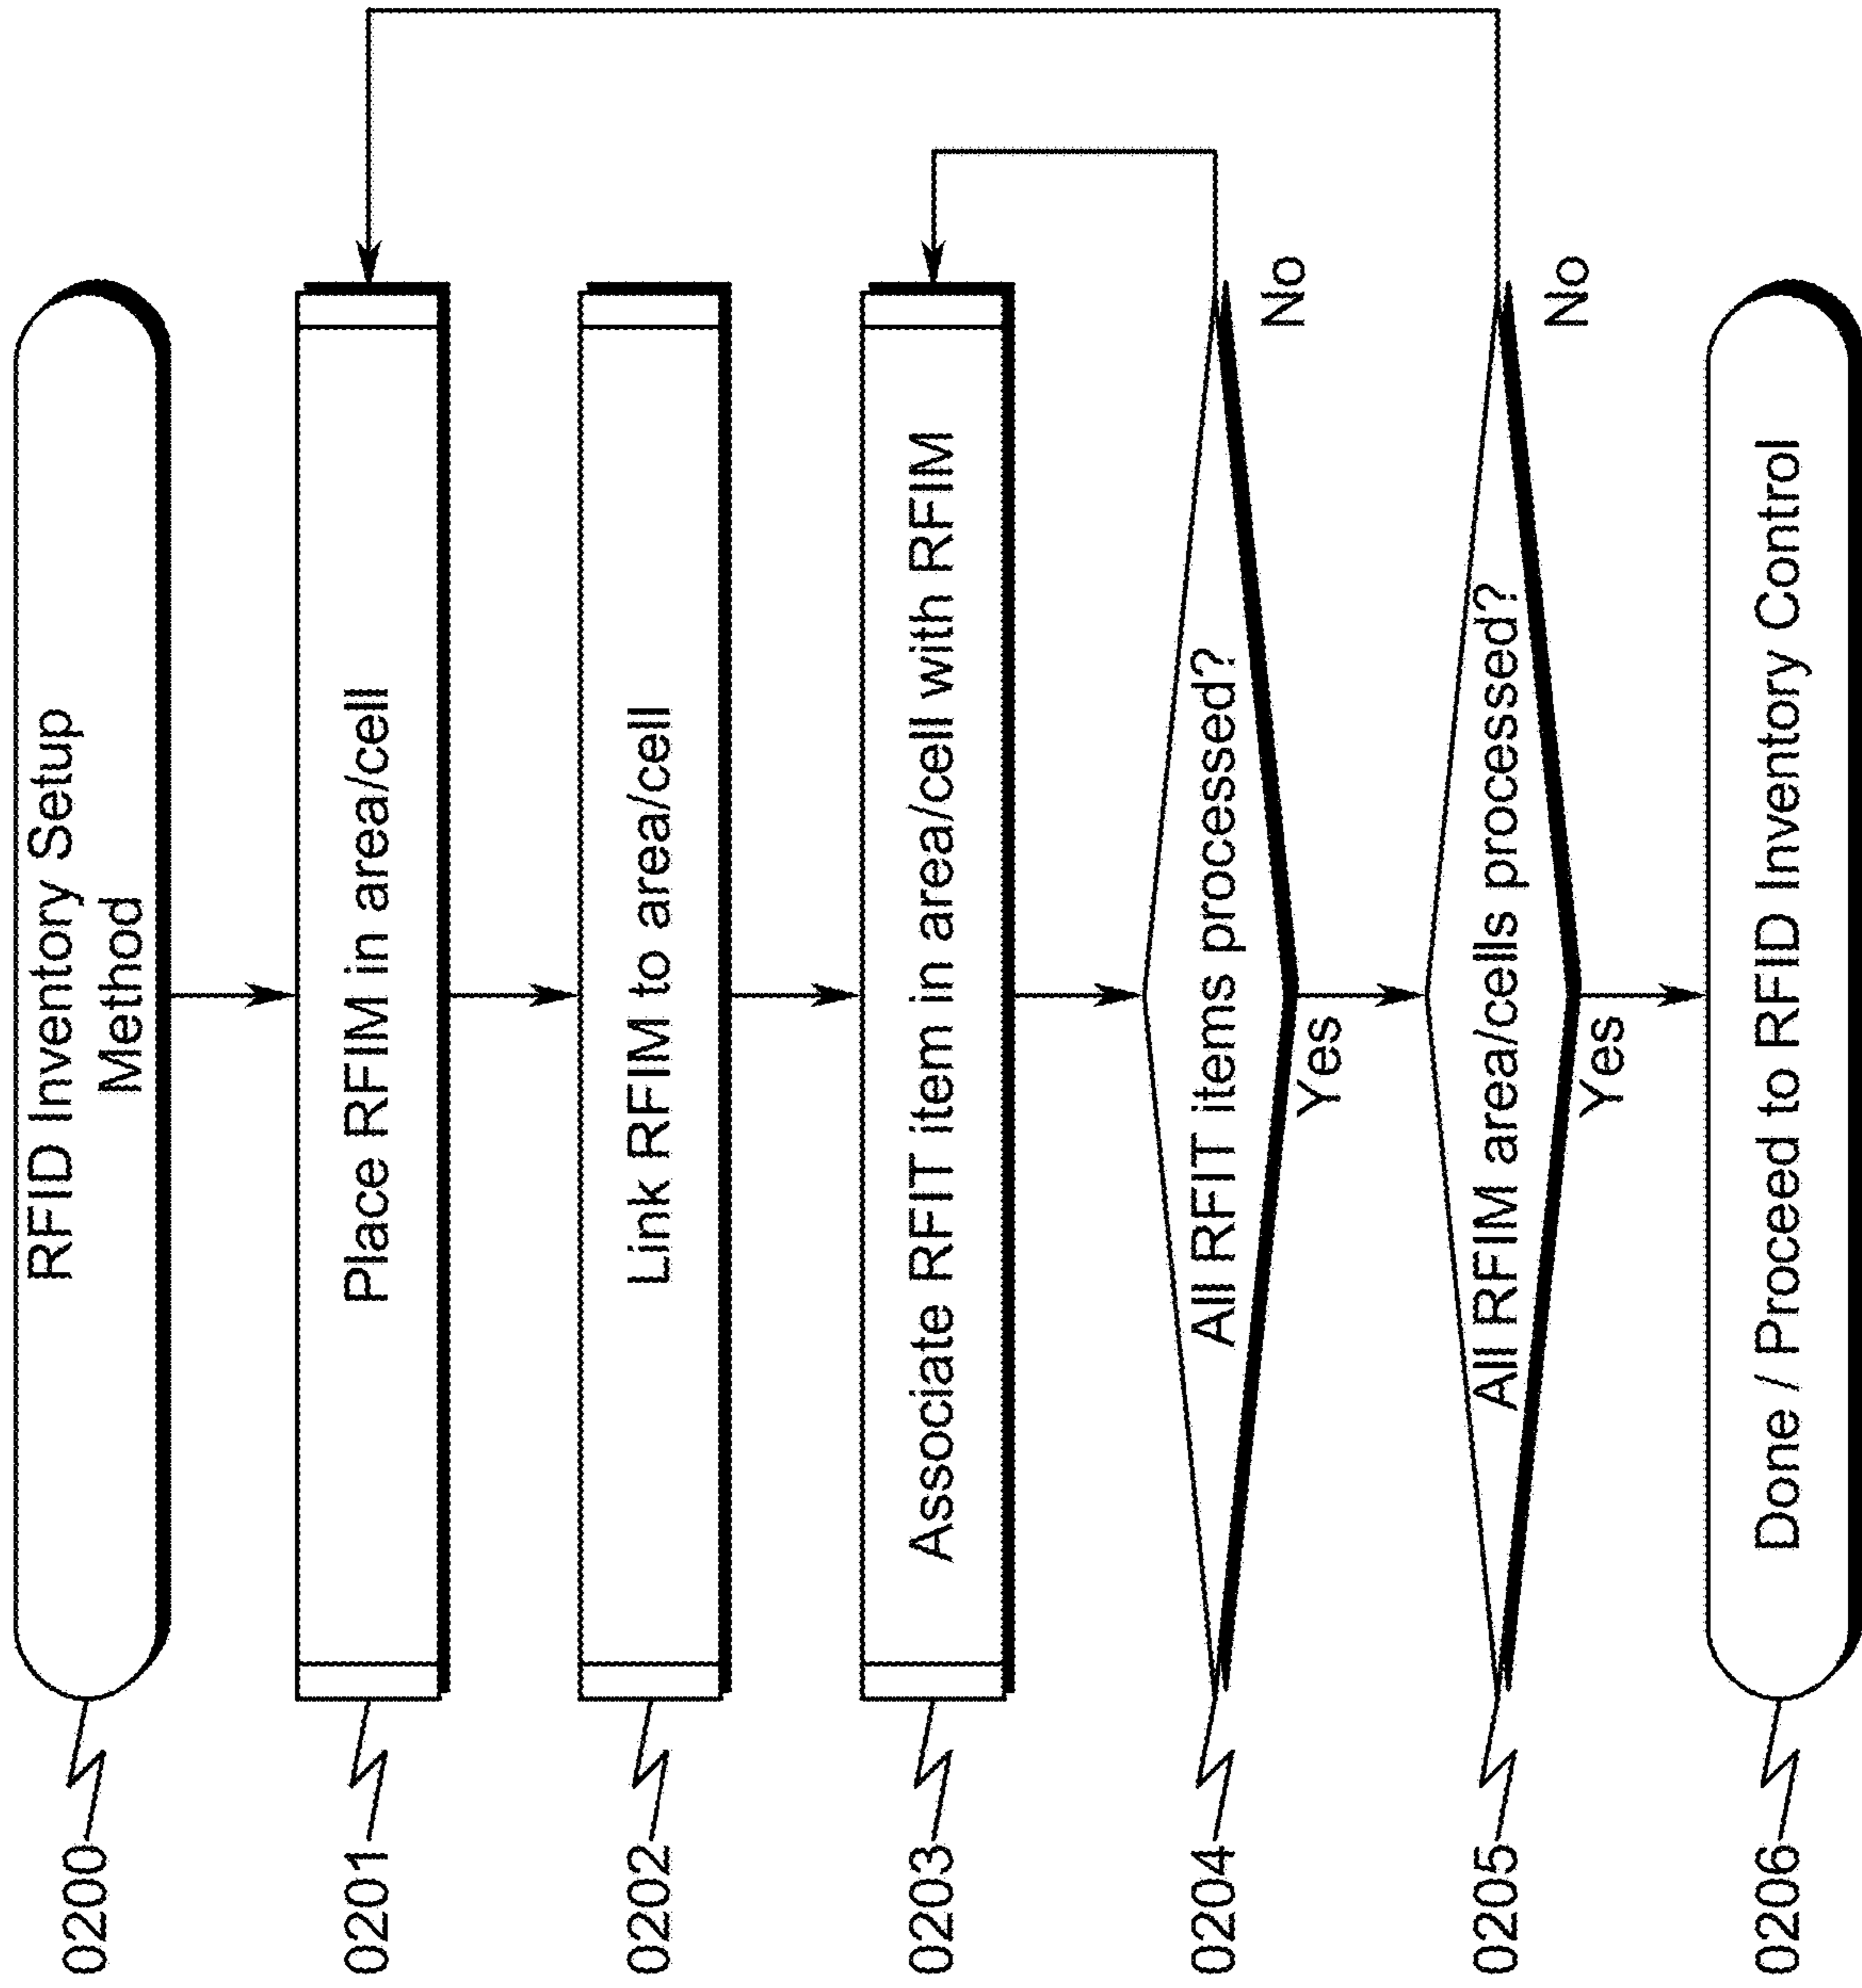 0200
RFID Inventory Setup
Method
0201
Place RFIM in area/cell
0202
Link RFIM to area/cell
0203
Associate RFIT item in area/cell with RFIM
0204
All RFIT items processed?
No
Yes
0205
All RFIM area/cells processed?
No
Yes
0206
Done / Proceed to RFID Inventory Control